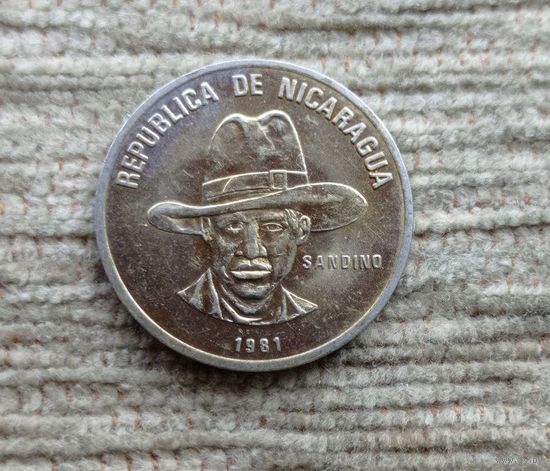 REPUBLICA DE NICARAGUA
SANDINO
1981